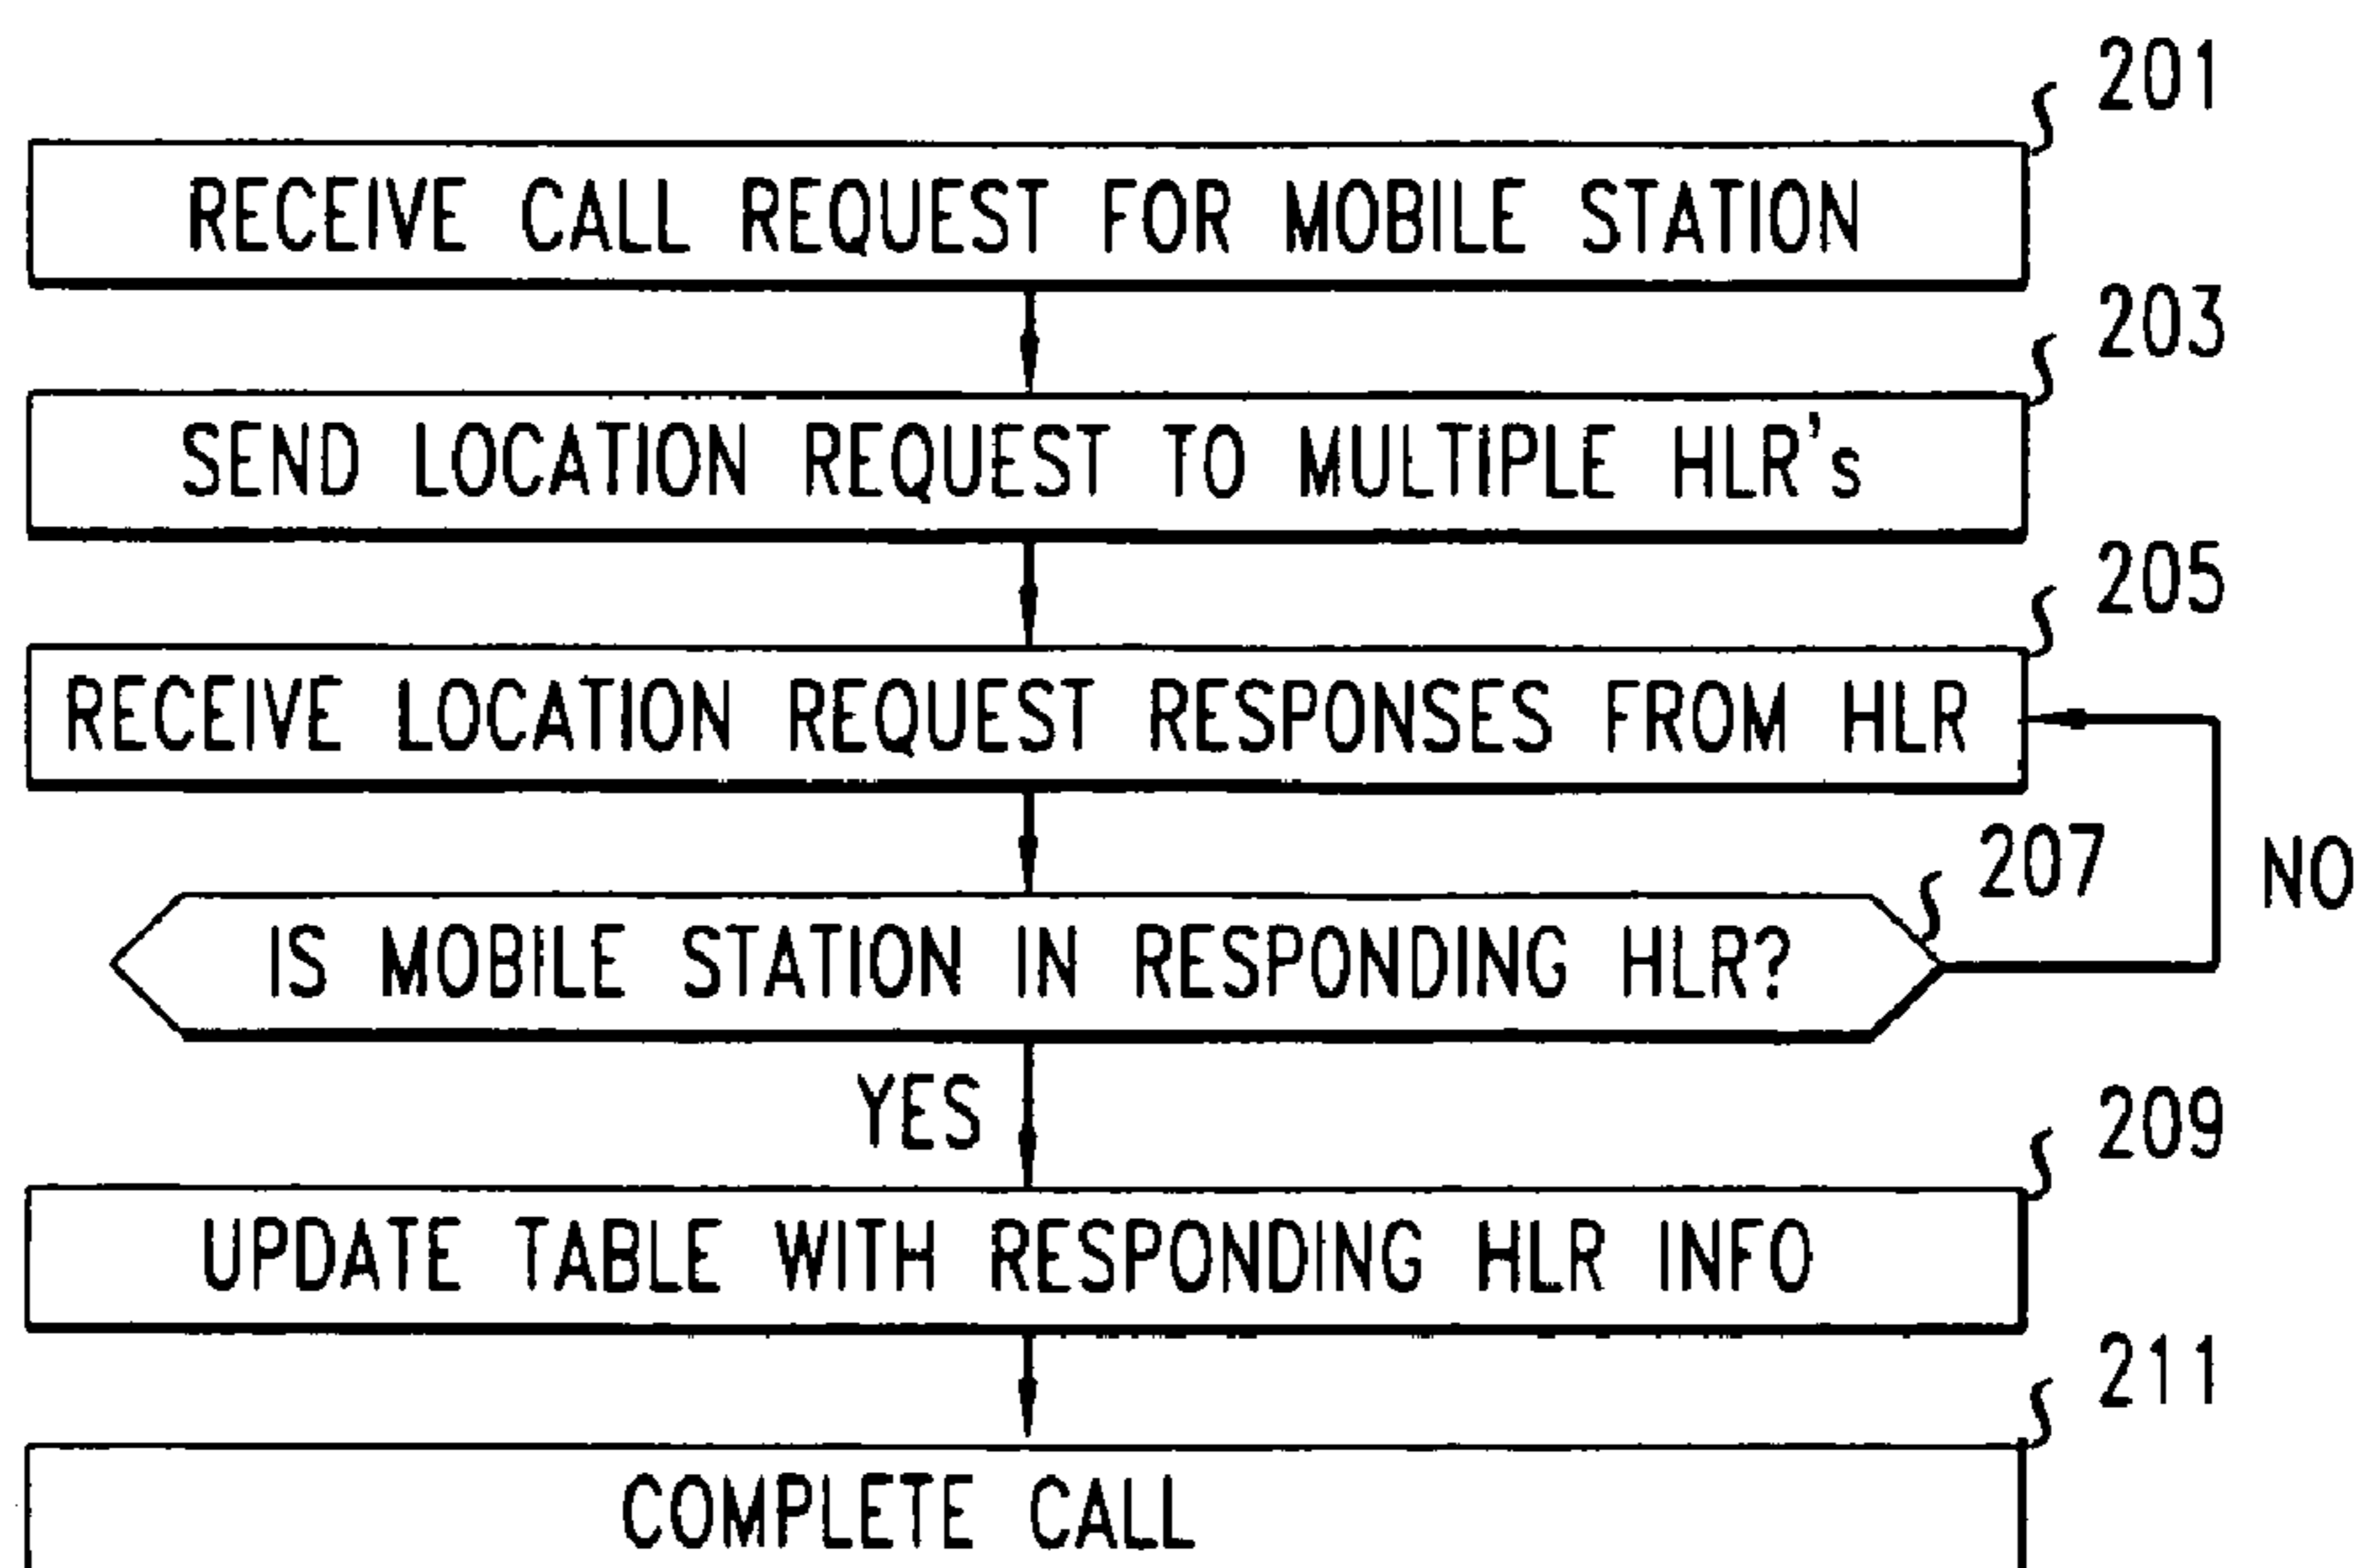 201
RECEIVE CALL REQUEST FOR MOBILE STATION
203
SEND LOCATION REQUEST TO MULTIPLE HLR's
205
RECEIVE LOCATION REQUEST RESPONSES FROM HLR
207
NO
IS MOBILE STATION IN RESPONDING HLR?
YES
209
UPDATE TABLE WITH RESPONDING HLR INFO
211
COMPLETE CALL